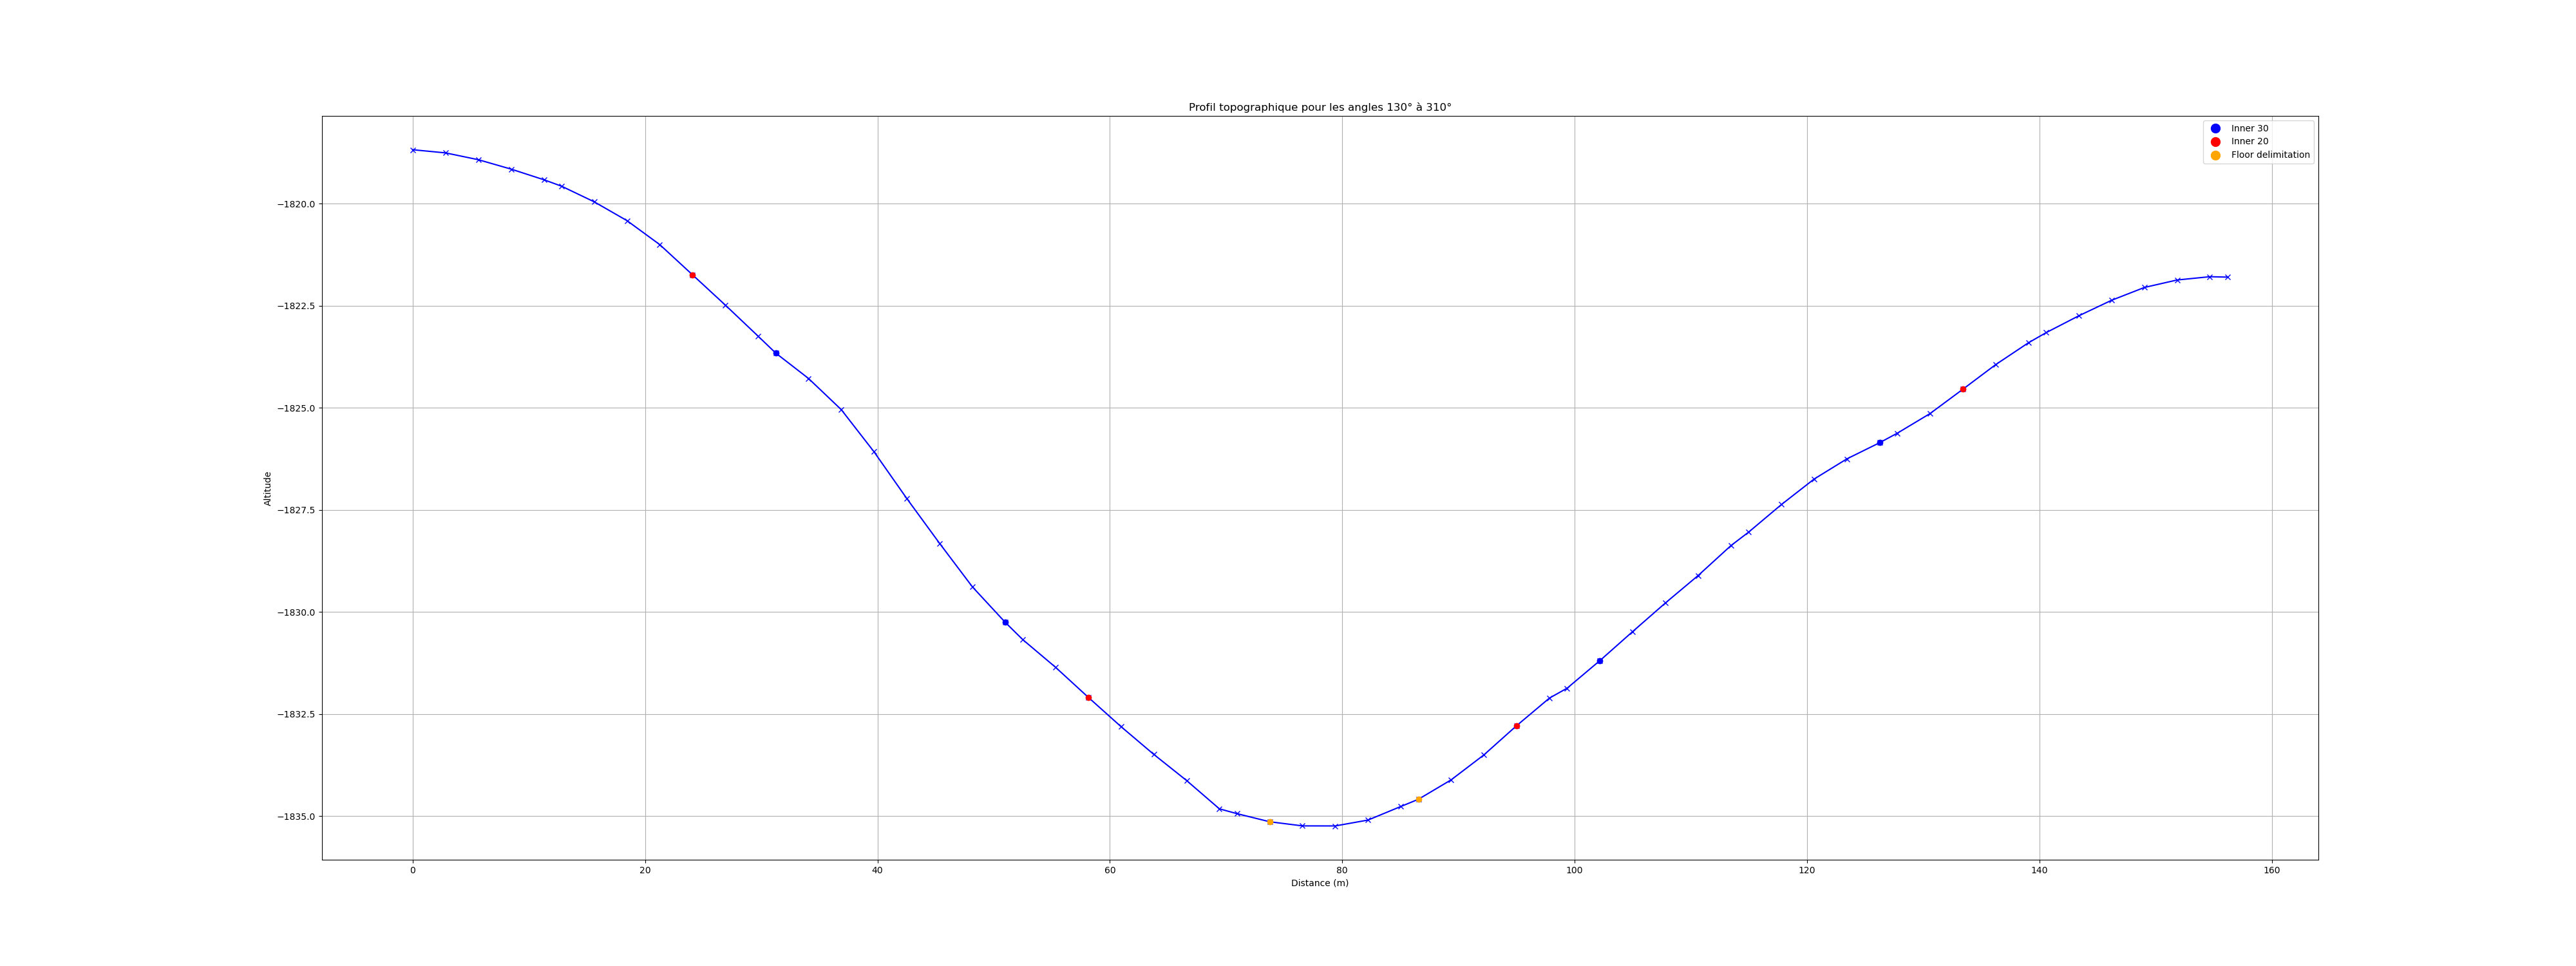 Profil topographique pour les angles 130° à 310°
Inner 30
Inner 20
Floor delimitation
−1820.0
−1822.5
−1825.0
−1827.5
−1830.0
−1832.5
−1835.0
Altitude
0 20 40 60 80 100 120 140 160
Distance (m)